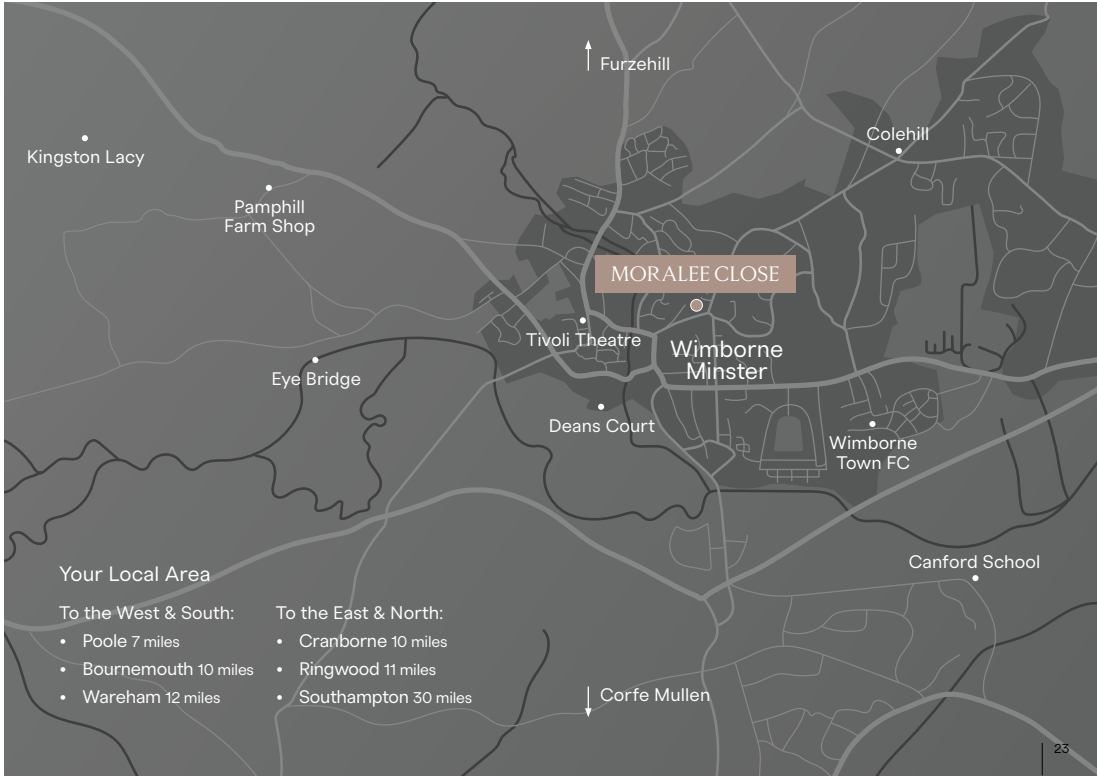 Furzehill
Colehill
Kingston Lacy
Pamphill
Farm Shop
MORALEE CLOSE
Tivoli Theatre
Wimborne
Minster
Eye Bridge
Deans Court
Wimborne
Town FC
Canford School
Your Local Area
To the West & South:
• Poole 7 miles
• Bournemouth 10 miles
• Wareham 12 miles
To the East & North:
• Cranborne 10 miles
• Ringwood 11 miles
• Southampton 30 miles
Corfe Mullen
23